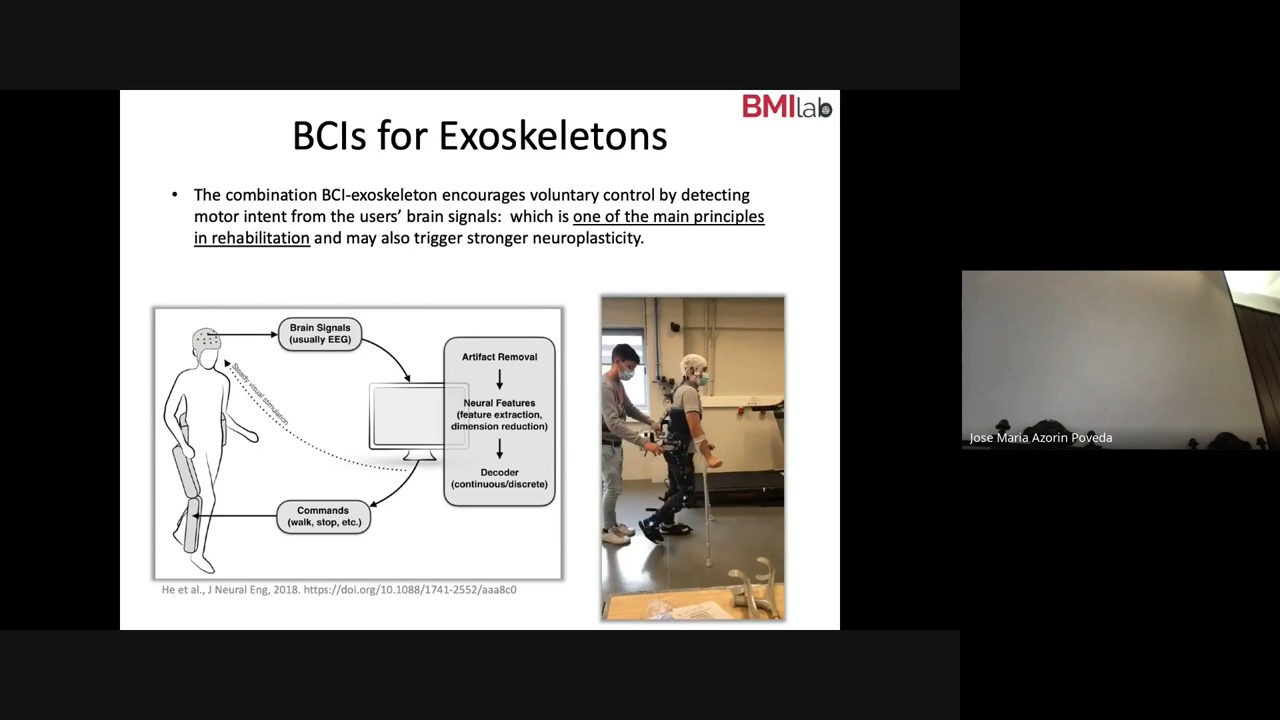 BMIlab
BCIs for Exoskeletons
• The combination BCI-exoskeleton encourages voluntary control by detecting
motor intent from the users’ brain signals:  which is one of the main principles
in rehabilitation and may also trigger stronger neuroplasticity.
Brain Signals
(usually EEG)
Steady visual stimulation
Artifact Removal
Neural Features
(feature extraction,
dimension reduction)
Decoder
(continuous/discrete)
Commands
(walk, stop, etc.)
He et al., J Neural Eng, 2018. https://doi.org/10.1088/1741-2552/aaa8c0
Jose Maria Azorin Poveda